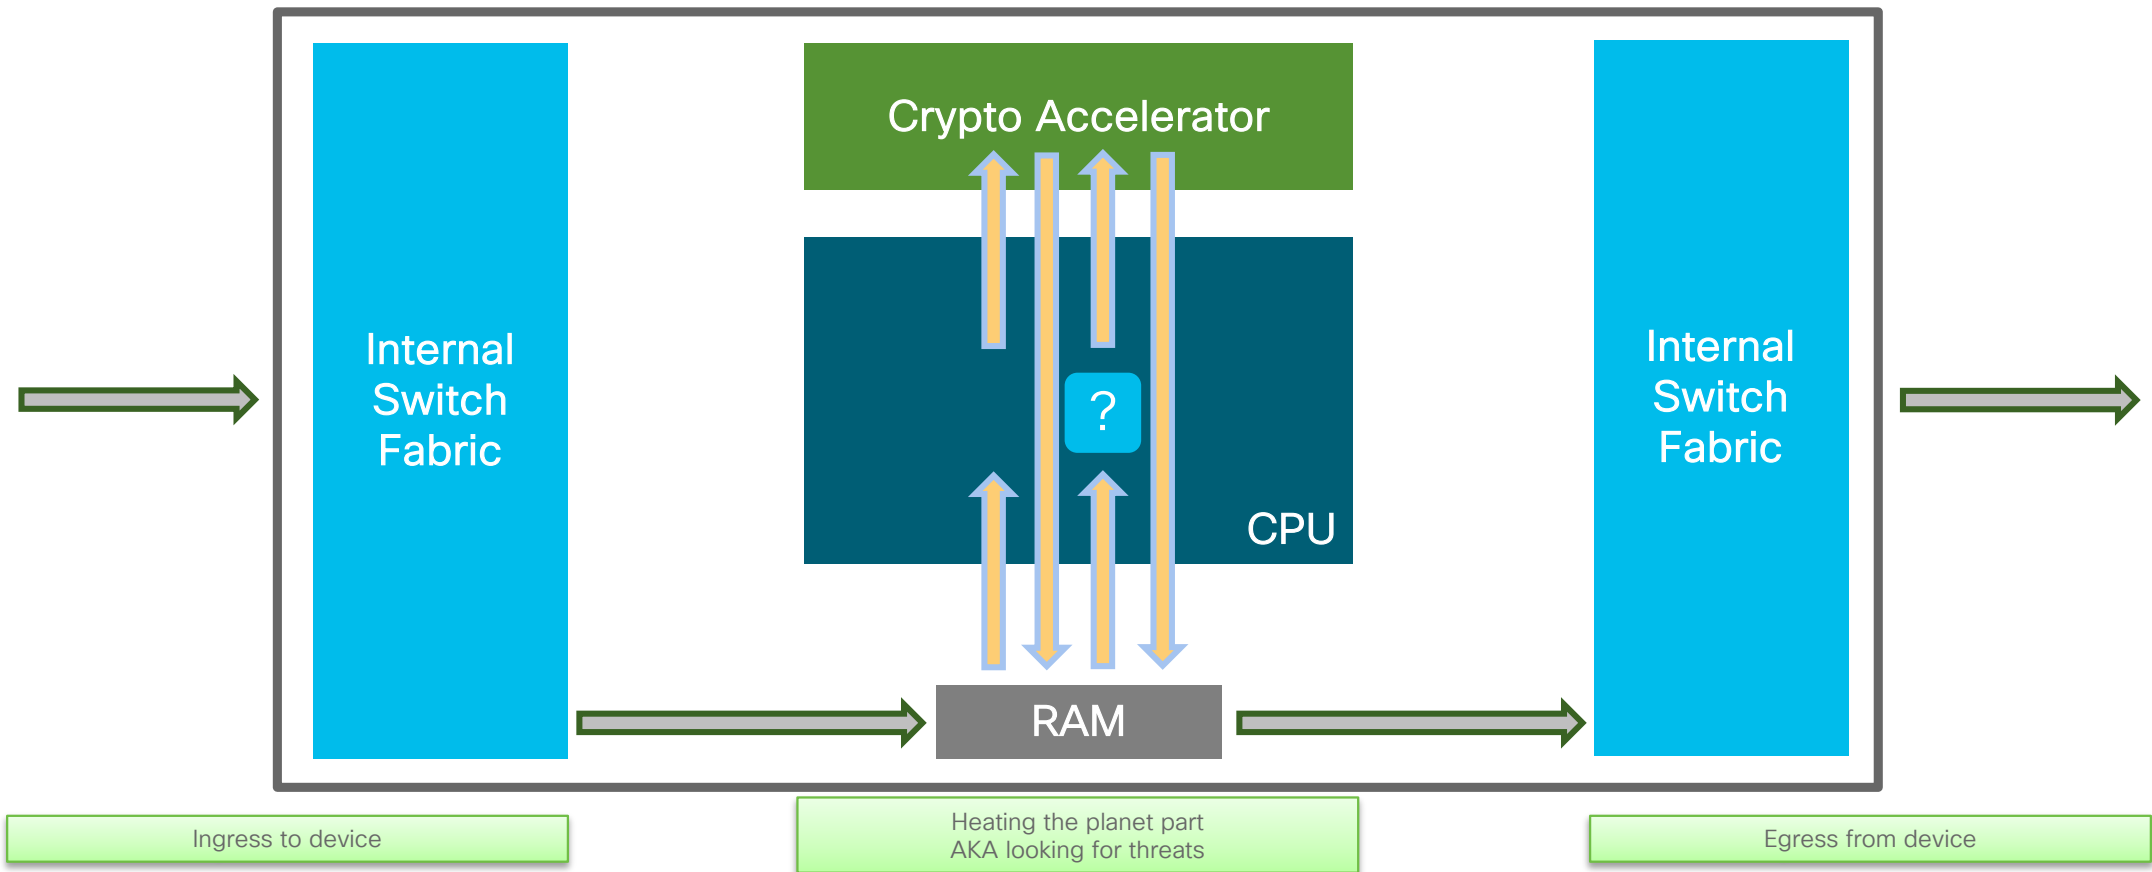 Crypto Accelerator
Internal
Switch
Fabric
?
CPU
Internal
Switch
Fabric
RAM
Ingress to device
Heating the planet part
AKA looking for threats
Egress from device